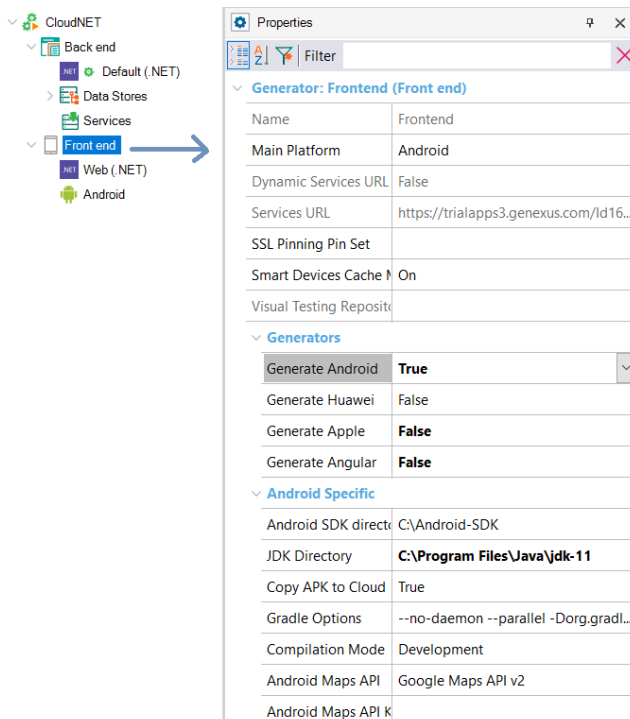 CloudNET
Back end
.NET Default (.NET)
Data Stores
Services
Front end
.NET Web (.NET)
Android
Properties
A Z Filter
Generator: Frontend (Front end)
Name Frontend
Main Platform Android
Dynamic Services URL False
Services URL https://trialapps3.genexus.com/Id16...
SSL Pinning Pin Set
Smart Devices Cache M On
Visual Testing Reposito
Generators
Generate Android True
Generate Huawei False
Generate Apple False
Generate Angular False
Android Specific
Android SDK directo C:\Android-SDK
JDK Directory C:\Program Files\Java\jdk-11
Copy APK to Cloud True
Gradle Options --no-daemon --parallel -Dorg.gradl...
Compilation Mode Development
Android Maps API Google Maps API v2
Android Maps API K